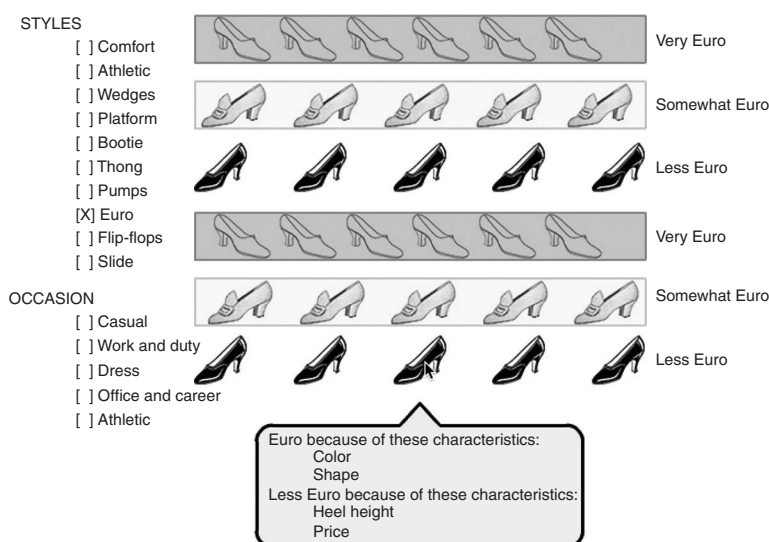 STYLES
[ ] Comfort
[ ] Athletic
[ ] Wedges
[ ] Platform
[ ] Bootie
[ ] Thong
[ ] Pumps
[X] Euro
[ ] Flip-flops
[ ] Slide
OCCASION
[ ] Casual
[ ] Work and duty
[ ] Dress
[ ] Office and career
[ ] Athletic
Very Euro
Somewhat Euro
Less Euro
Very Euro
Somewhat Euro
Less Euro
Euro because of these characteristics:
Color
Shape
Less Euro because of these characteristics:
Heel height
Price